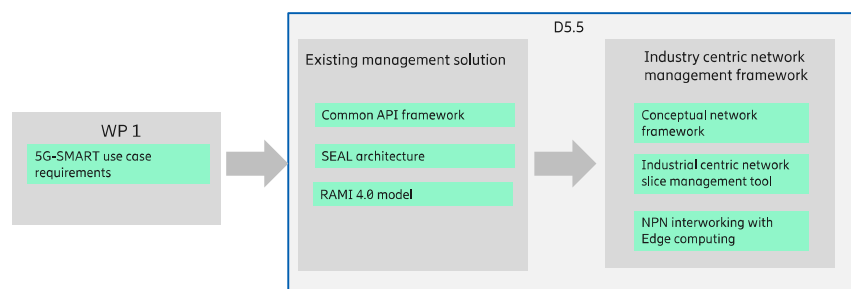 D5.5
WP 1
5G-SMART use case
requirements
Existing management solution
Common API framework
SEAL architecture
RAMI 4.0 model
Industry centric network
management framework
Conceptual network
framework
Industrial centric network
slice management tool
NPN interworking with
Edge computing